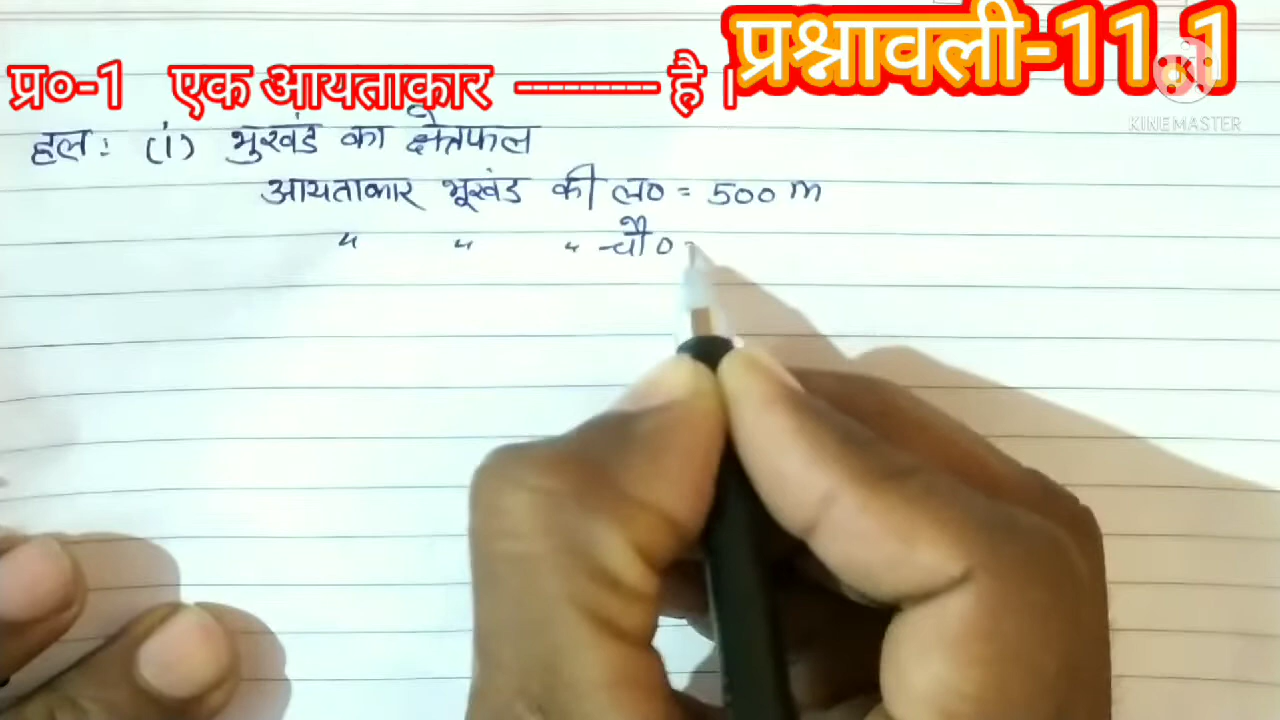 प्रश्नावली-11.1
प्र०-1 एक आयताकार --------- है ।
KINEMASTER
हल: (i) भुखंड का क्षेत्रफल
आयताकार भूखंड की ल० = 500 m
" " " चौ०